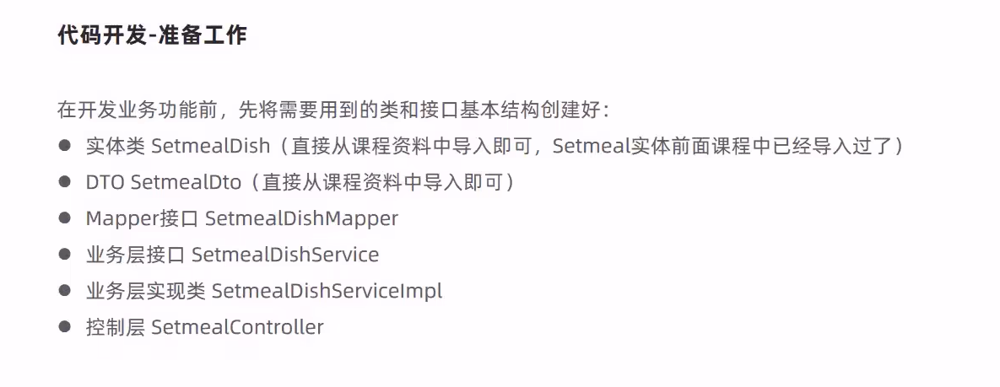 代码开发-准备工作
在开发业务功能前，先将需要用到的类和接口基本结构创建好：
● 实体类 SetmealDish（直接从课程资料中导入即可，Setmeal实体前面课程中已经导入过了）
● DTO SetmealDto（直接从课程资料中导入即可）
● Mapper接口 SetmealDishMapper
● 业务层接口 SetmealDishService
● 业务层实现类 SetmealDishServiceImpl
● 控制层 SetmealController